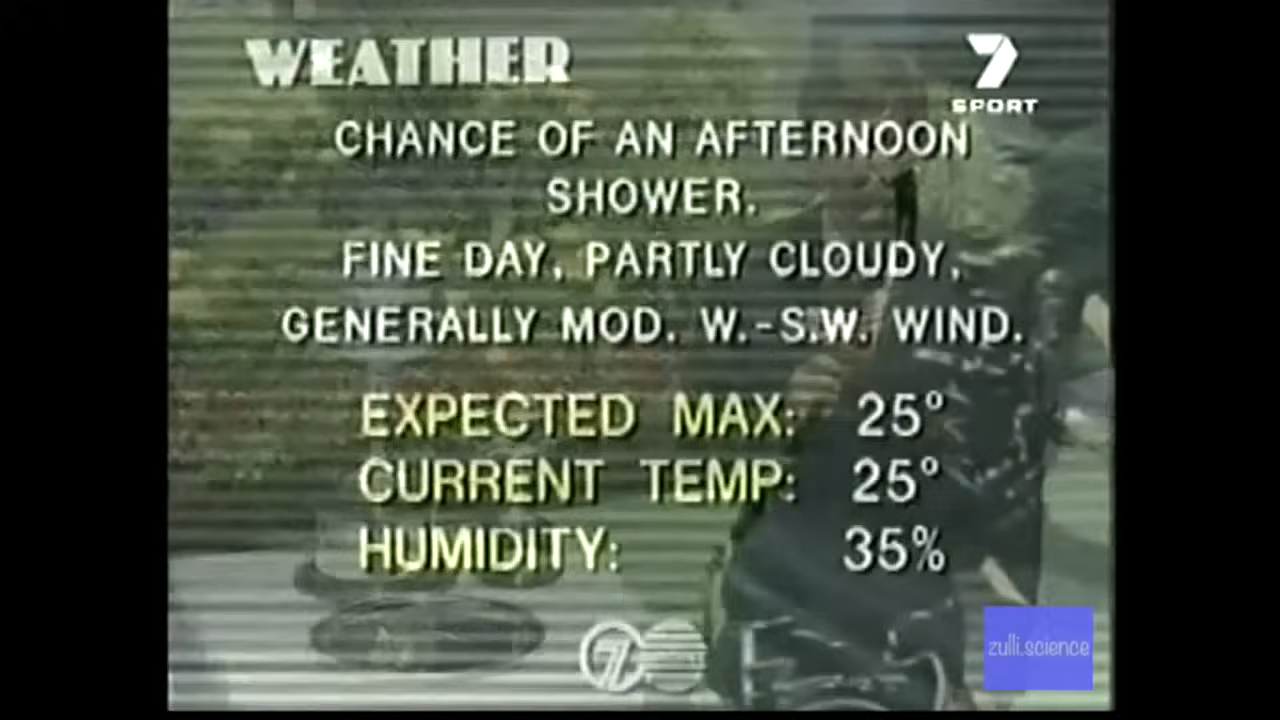 WEATHER
7
SPORT
CHANCE OF AN AFTERNOON
SHOWER.
FINE DAY, PARTLY CLOUDY,
GENERALLY MOD. W.-S.W. WIND.
EXPECTED MAX: 25°
CURRENT TEMP: 25°
HUMIDITY: 35%
7
zulli.science